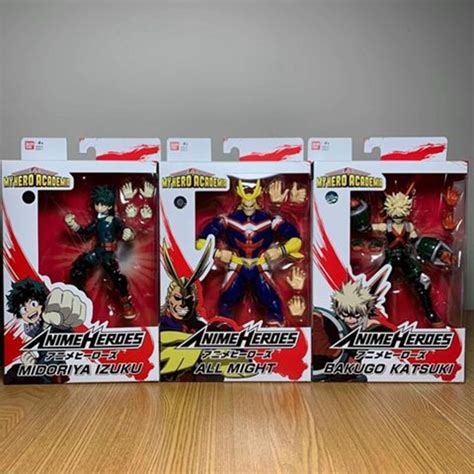 MY HERO ACADEMIA
ANIME HEROES
アニメヒーローズ
MIDORIYA IZUKU
MY HERO ACADEMIA
ANIME HEROES
アニメヒーローズ
ALL MIGHT
MY HERO ACADEMIA
ANIME HEROES
アニメヒーローズ
BAKUGO KATSUKI